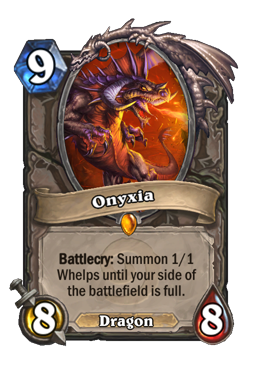 9
Onyxia
Battlecry: Summon 1/1
Whelps until your side of
the battlefield is full.
8
Dragon
8